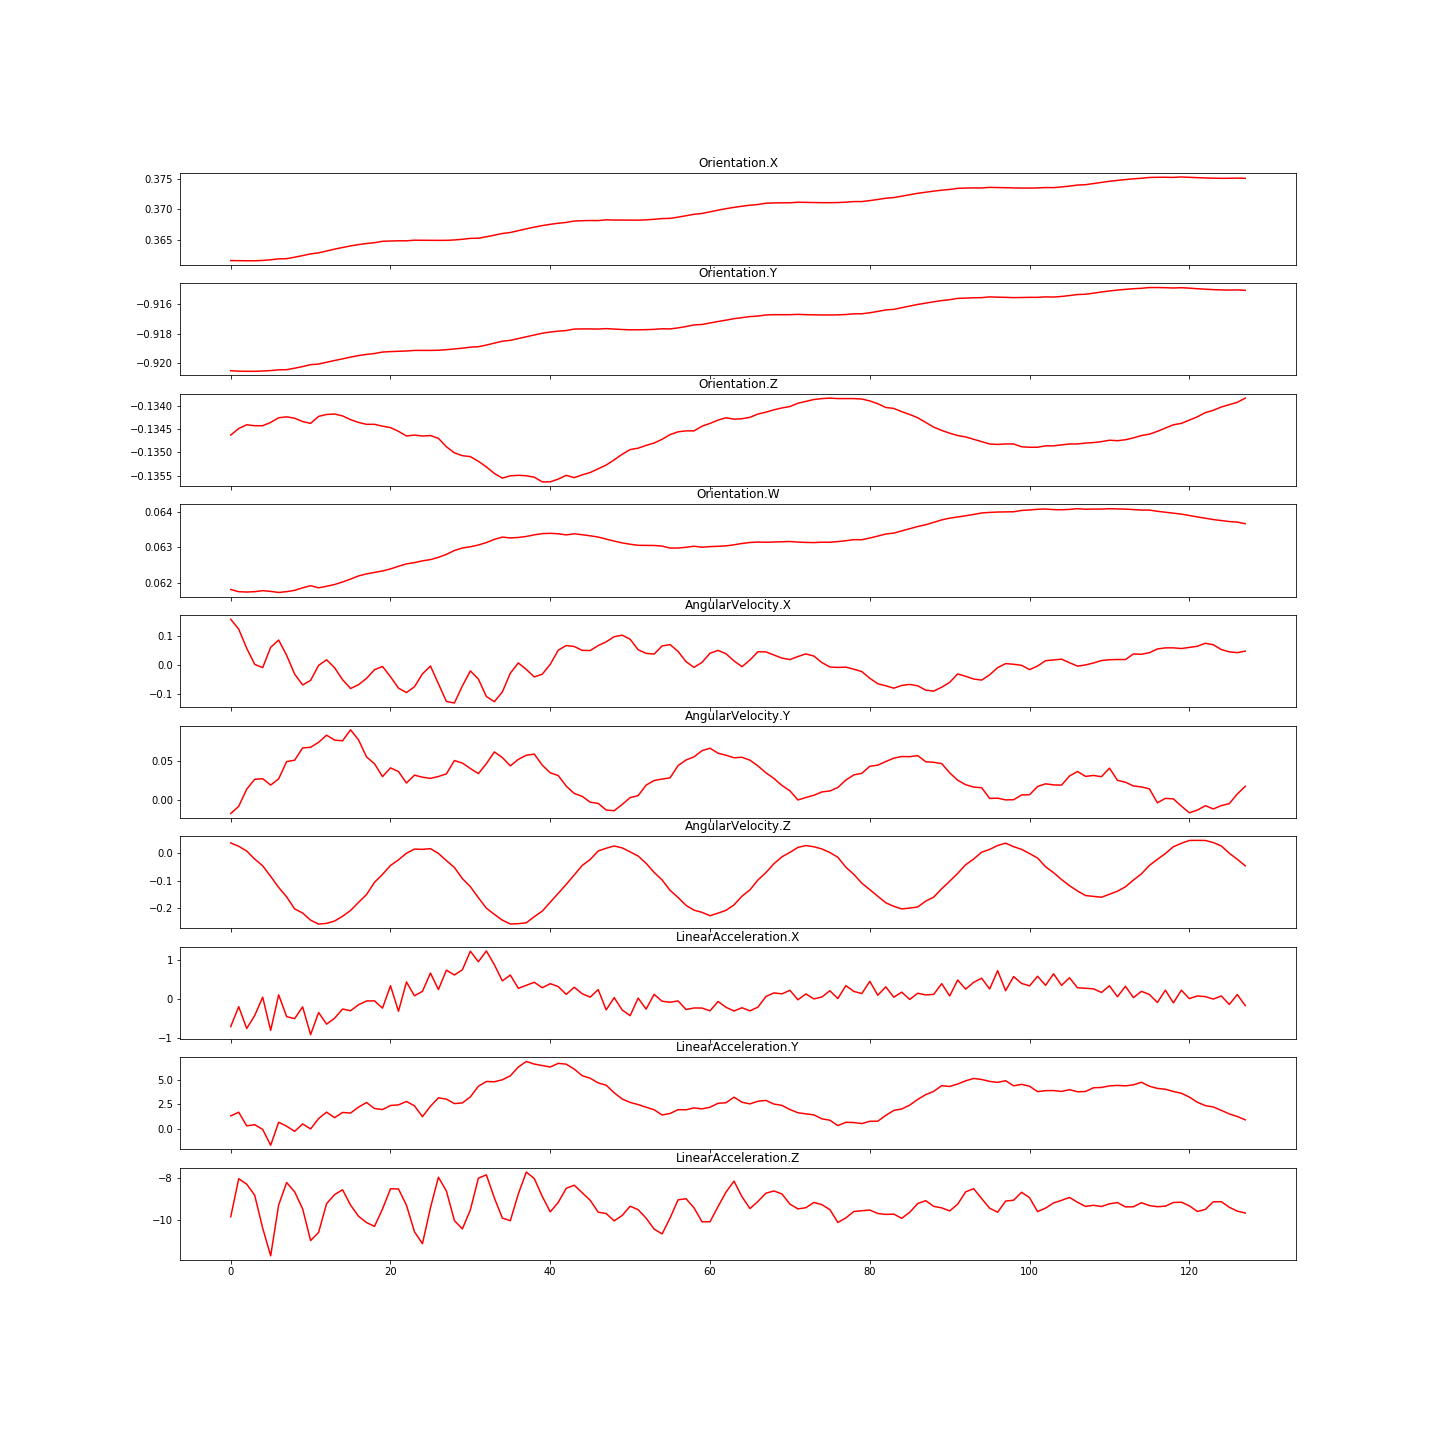 Orientation.X
0.375
0.370
0.365
Orientation.Y
−0.916
−0.918
−0.920
Orientation.Z
−0.1340
−0.1345
−0.1350
−0.1355
Orientation.W
0.064
0.063
0.062
AngularVelocity.X
0.1
0.0
−0.1
AngularVelocity.Y
0.05
0.00
AngularVelocity.Z
0.0
−0.1
−0.2
LinearAcceleration.X
1
0
−1
LinearAcceleration.Y
5.0
2.5
0.0
LinearAcceleration.Z
−8
−10
0 20 40 60 80 100 120